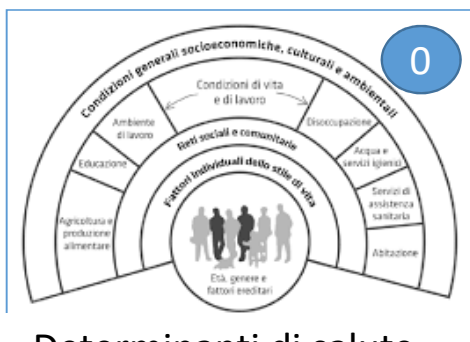 Condizioni generali socioeconomiche, culturali e ambientali
0
Condizioni di vita
e di lavoro
Ambiente
di lavoro
Disoccupazione
Reti sociali e comunitarie
Educazione
Acqua e
servizi igienici
Fattori individuali dello stile di vita
Servizi di
assistenza
sanitaria
Agricoltura e
produzione
alimentare
Abitazione
Età, genere e
fattori ereditari
Determinanti di salute